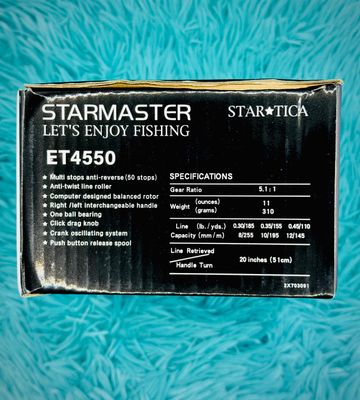 STARMASTER STAR★TICA
LET'S ENJOY FISHING
ET4550
★ Multi stops anti-reverse (50 stops)
★ Anti-twist line roller
★ Computer designed balanced rotor
★ Right /left interchangeable handle
★ One ball bearing
★ Click drag knob
★ Crank oscillating system
★ Push button release spool
SPECIFICATIONS
Gear Ratio 5.1 : 1
Weight (ounces) 11
(grams) 310
Line (lb./yds.) 0.30/185 0.35/155 0.45/110
Capacity (mm/m) 8/255 10/195 12/145
Line Retrieved
Handle Turn 20 inches (51cm)
2X703091